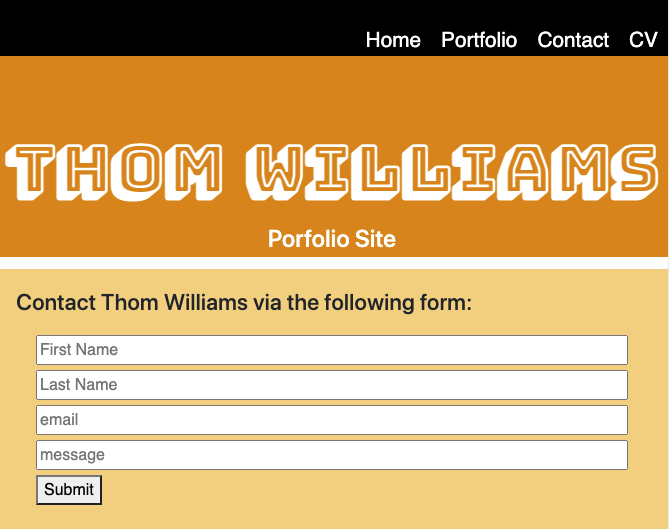 Home Portfolio Contact CV
THOM WILLIAMS
Porfolio Site
Contact Thom Williams via the following form:
First Name
Last Name
email
message
Submit